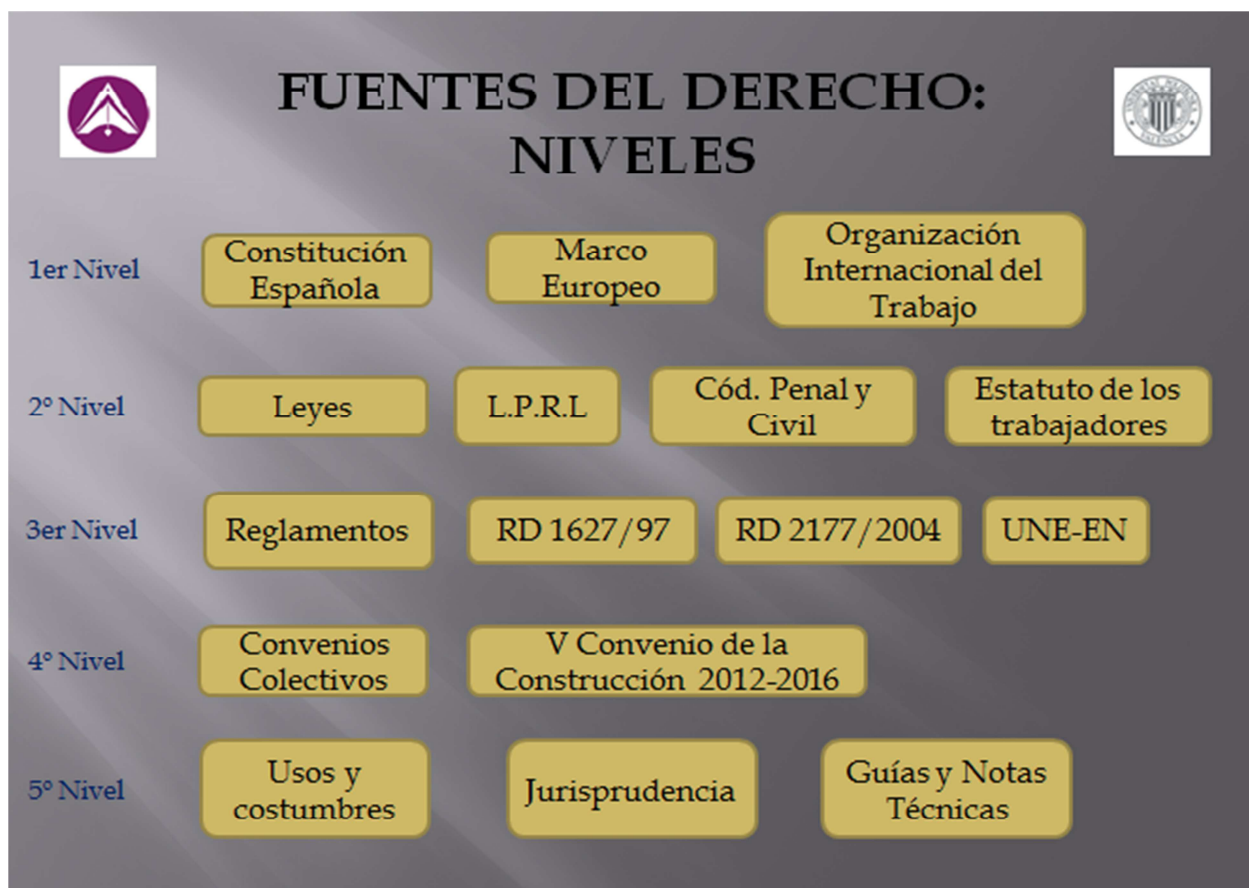 FUENTES DEL DERECHO:
NIVELES
1er Nivel
Constitución
Española
Marco
Europeo
Organización
Internacional del
Trabajo
2º Nivel
Leyes
L.P.R.L
Cód. Penal y
Civil
Estatuto de los
trabajadores
3er Nivel
Reglamentos
RD 1627/97
RD 2177/2004
UNE-EN
4º Nivel
Convenios
Colectivos
V Convenio de la
Construcción 2012-2016
5º Nivel
Usos y
costumbres
Jurisprudencia
Guías y Notas
Técnicas